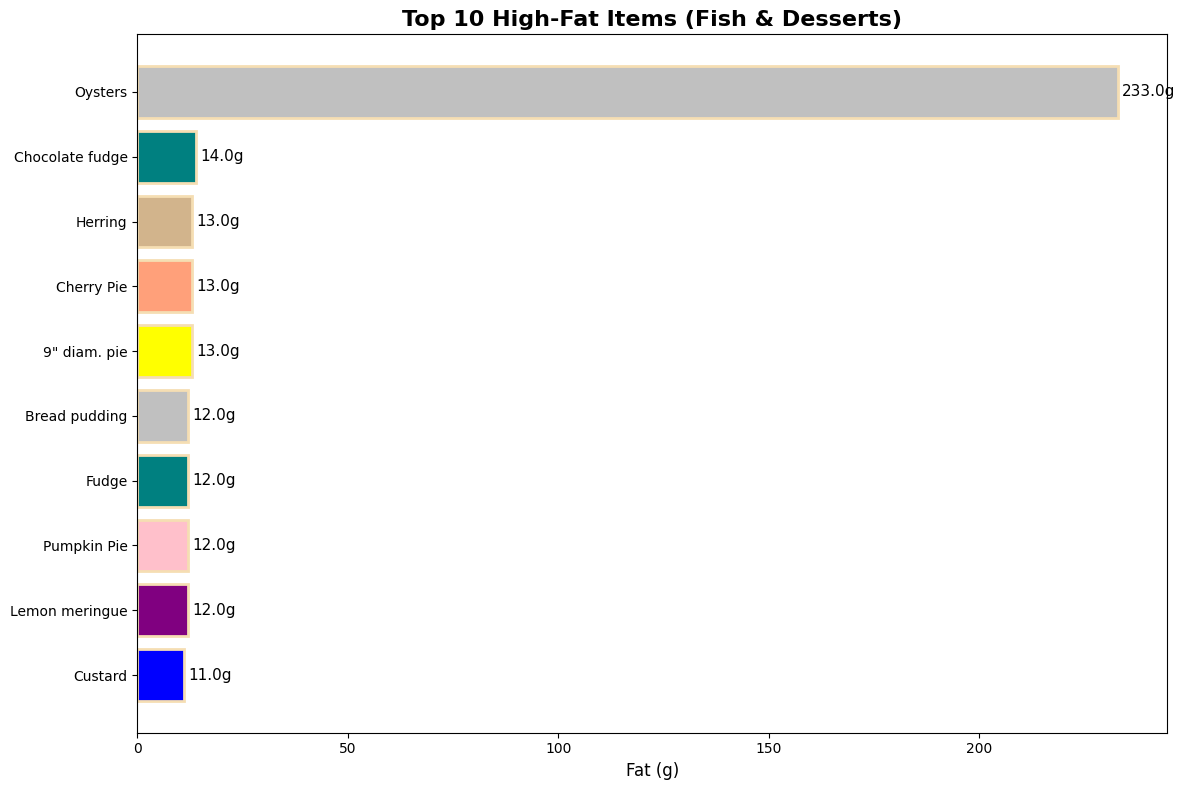 Top 10 High-Fat Items (Fish & Desserts)
Oysters 233.0g
Chocolate fudge 14.0g
Herring 13.0g
Cherry Pie 13.0g
9" diam. pie 13.0g
Bread pudding 12.0g
Fudge 12.0g
Pumpkin Pie 12.0g
Lemon meringue 12.0g
Custard 11.0g
0 50 100 150 200
Fat (g)